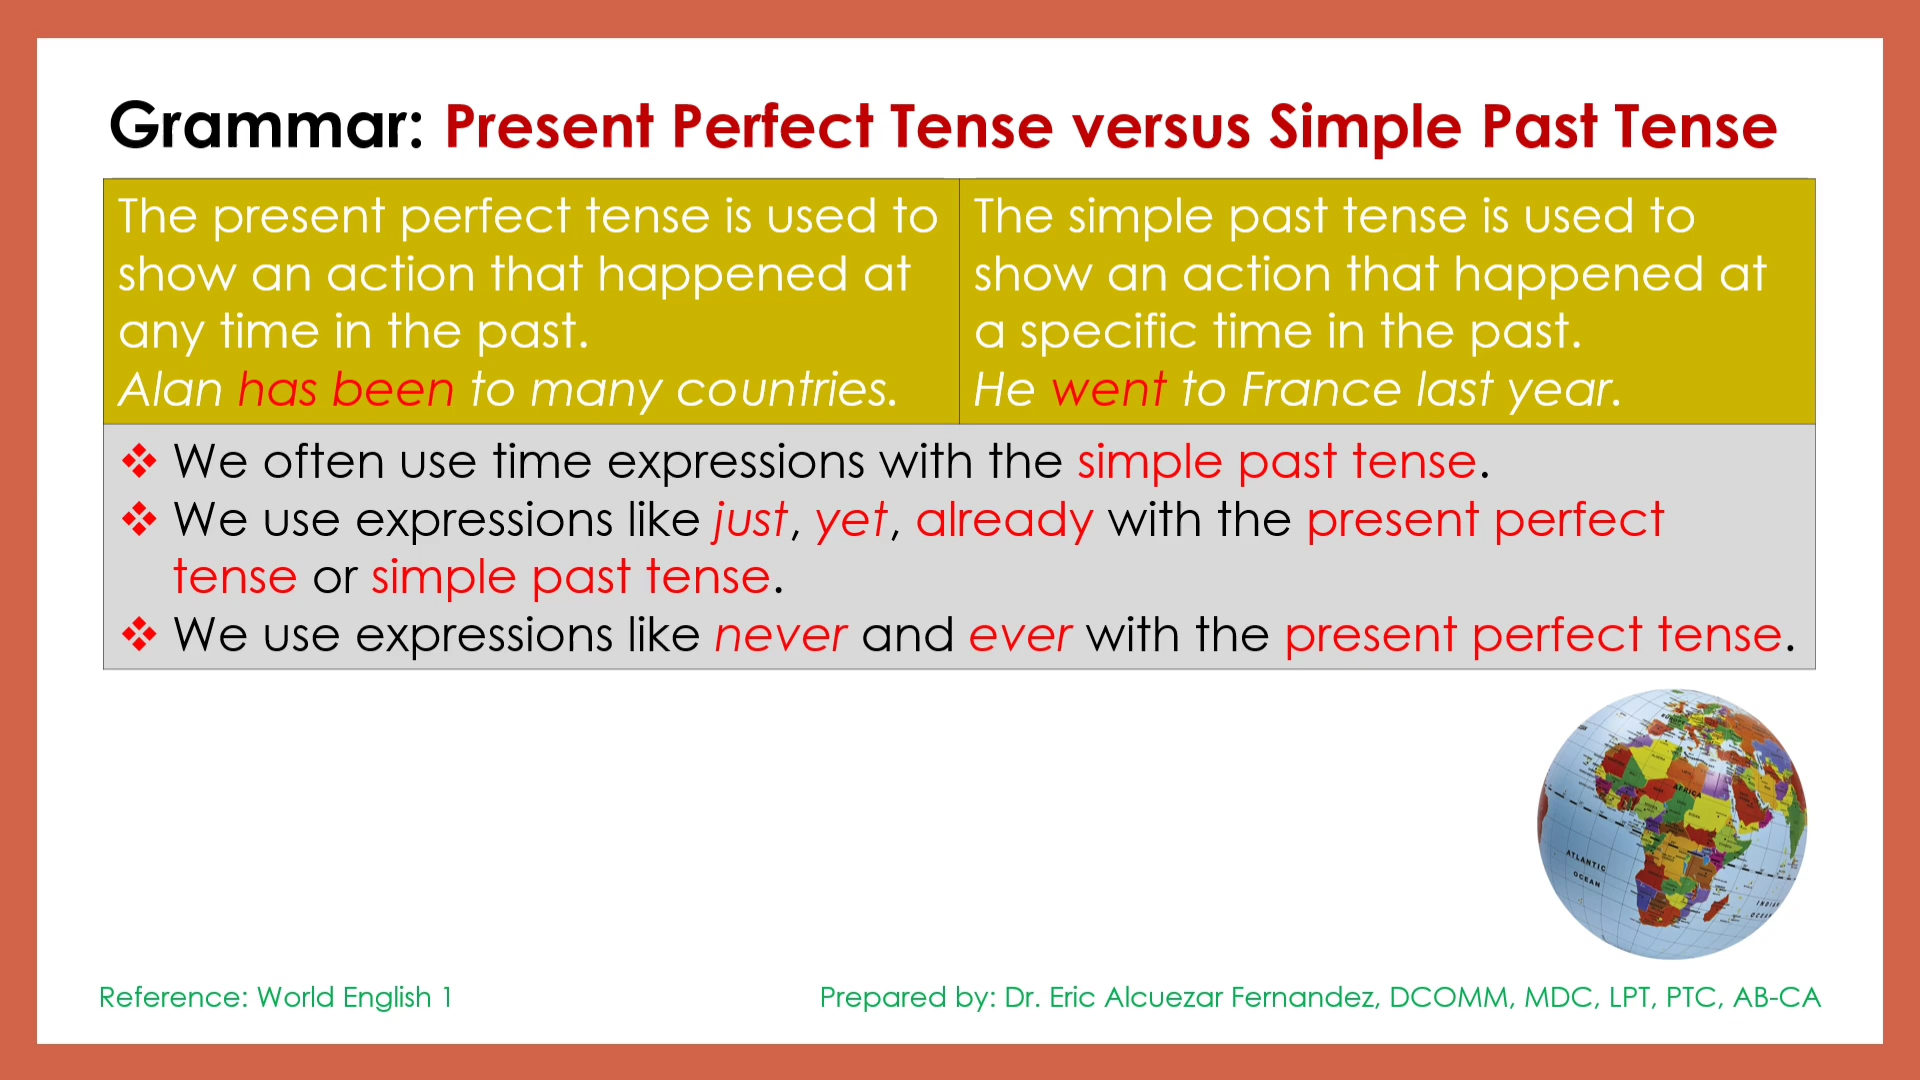 Grammar: Present Perfect Tense versus Simple Past Tense
The present perfect tense is used to
show an action that happened at
any time in the past.
Alan has been to many countries.
The simple past tense is used to
show an action that happened at
a specific time in the past.
He went to France last year.
❖ We often use time expressions with the simple past tense.
❖ We use expressions like just, yet, already with the present perfect
tense or simple past tense.
❖ We use expressions like never and ever with the present perfect tense.
AFRICA
ATLANTIC
OCEAN
Reference: World English 1
Prepared by: Dr. Eric Alcuezar Fernandez, DCOMM, MDC, LPT, PTC, AB-CA